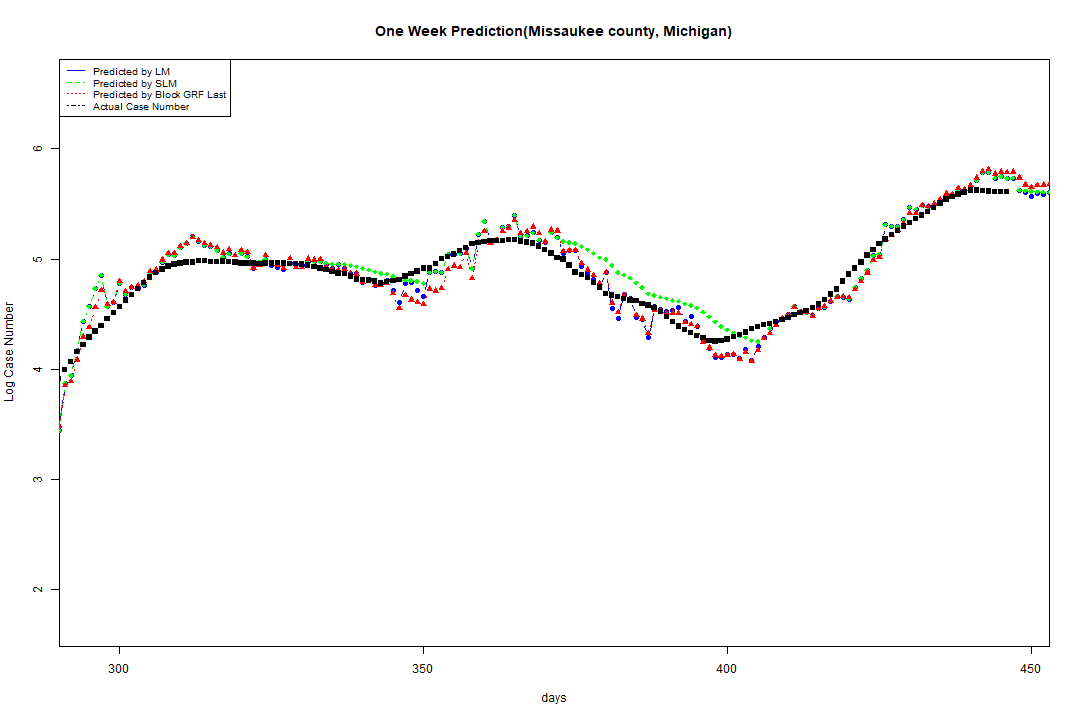 One Week Prediction(Missaukee county, Michigan)
Predicted by LM
Predicted by SLM
Predicted by Block GRF Last
Actual Case Number
6
5
4
3
2
Log Case Number
300
350
400
450
days